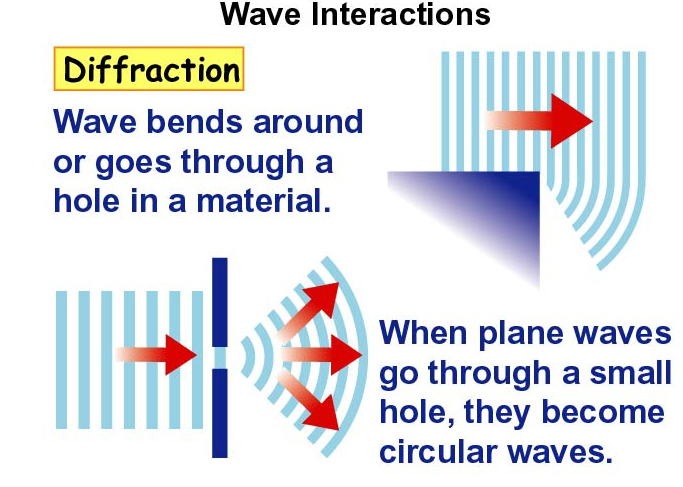 Wave Interactions
Diffraction
Wave bends around
or goes through a
hole in a material.
When plane waves
go through a small
hole, they become
circular waves.